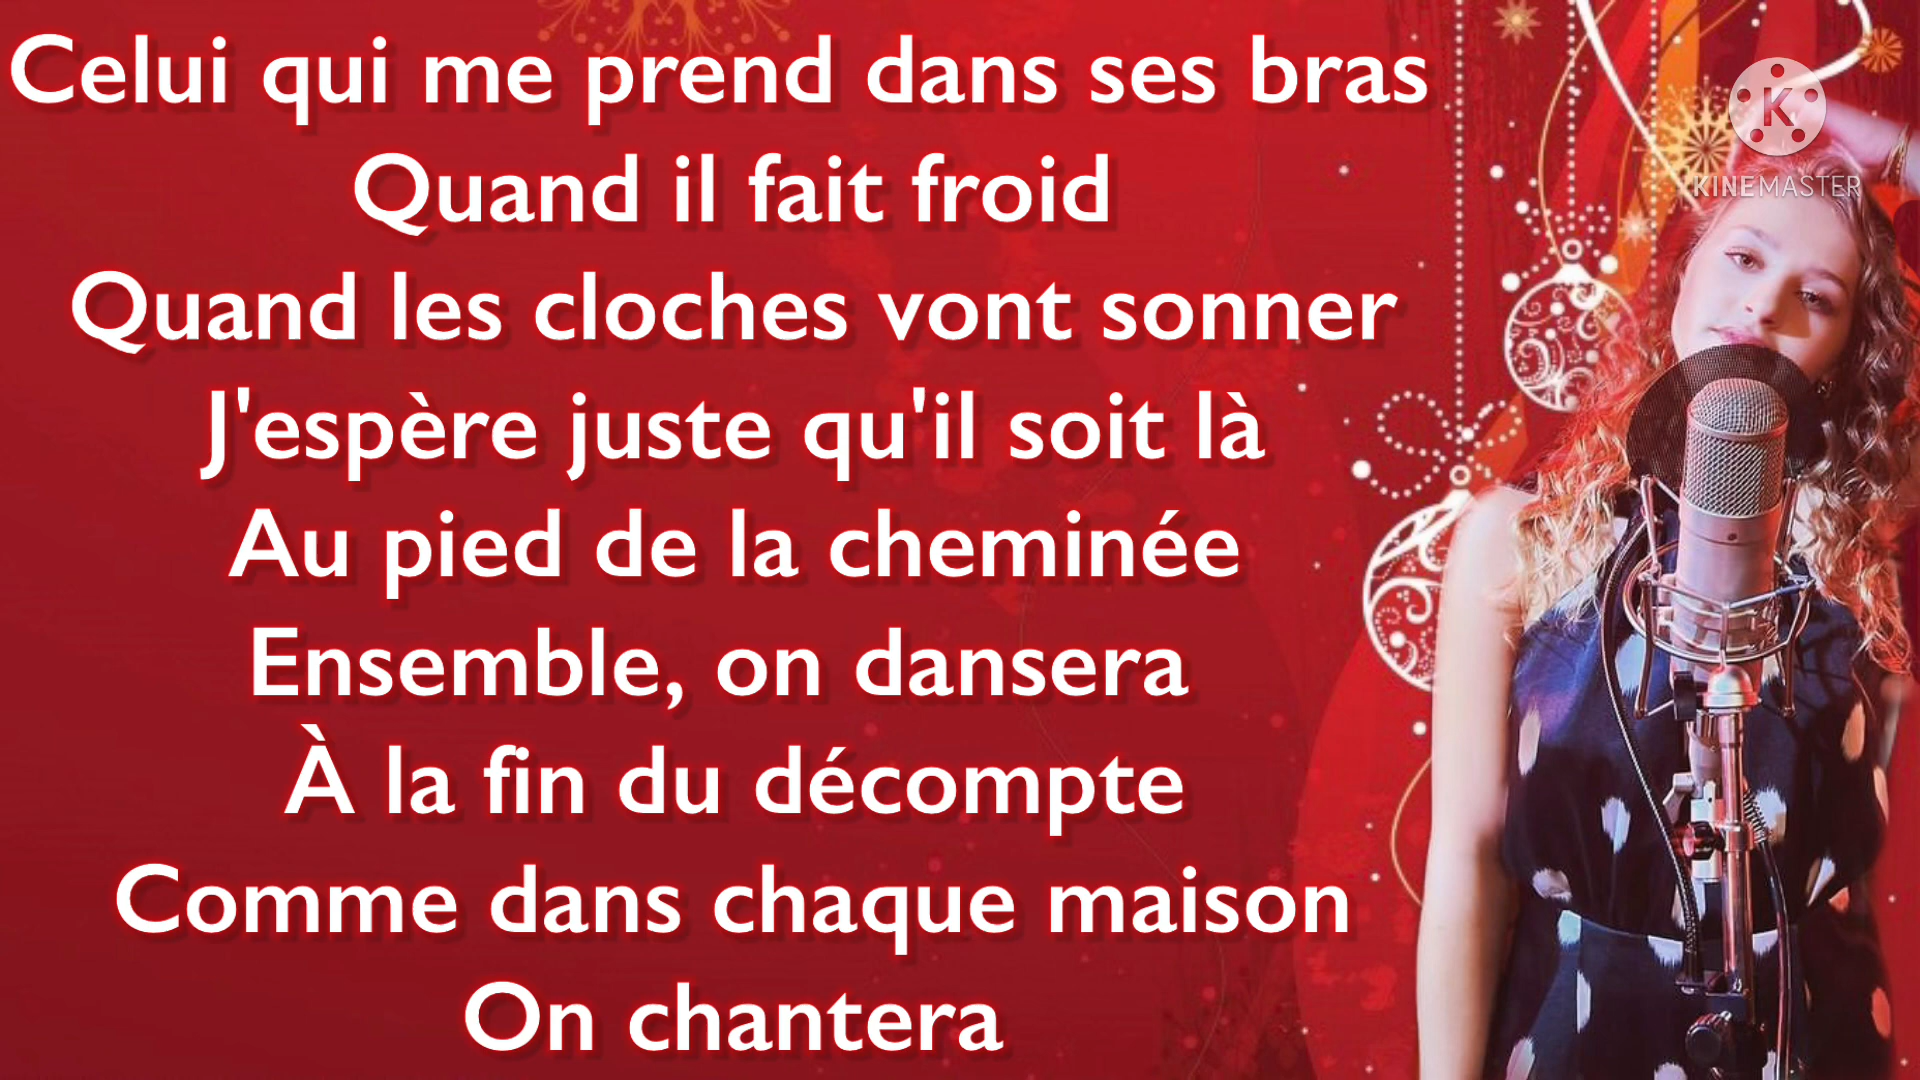 Celui qui me prend dans ses bras
Quand il fait froid
Quand les cloches vont sonner
J'espère juste qu'il soit là
Au pied de la cheminée
Ensemble, on dansera
À la fin du décompte
Comme dans chaque maison
On chantera
K
KINEMASTER